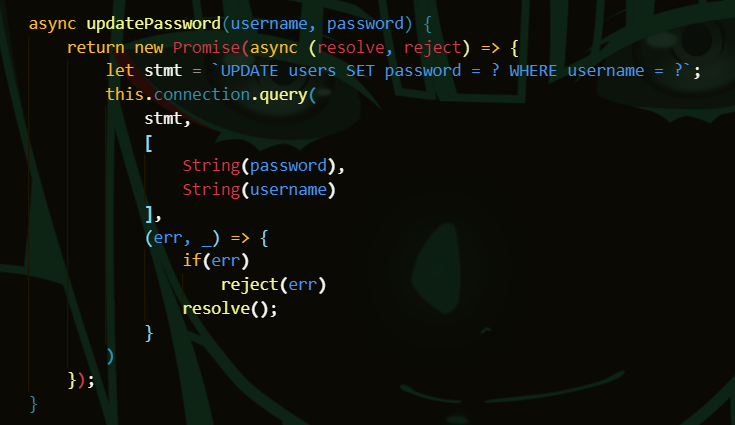 async updatePassword(username, password) {
    return new Promise(async (resolve, reject) => {
        let stmt = `UPDATE users SET password = ? WHERE username = ?`;
        this.connection.query(
            stmt,
            [
                String(password),
                String(username)
            ],
            (err, _) => {
                if(err)
                    reject(err)
                resolve();
            }
        )
    });
}